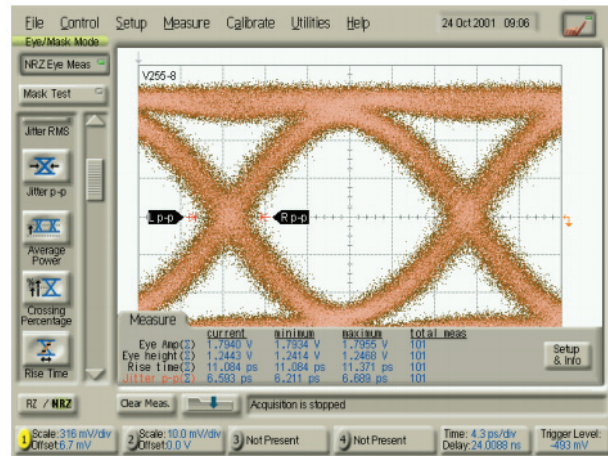 File Control Setup Measure Calibrate Utilities Help 24 Oct 2001 09:06
Eye/Mask Mode
NRZ Eye Meas
Mask Test
Jitter RMS
Jitter p-p
Average
Power
Crossing
Percentage
Rise Time
RZ / NRZ
V255-8
L p-p
R p-p
Measure
current minimum maximum total meas
Eye Amp(Σ) 1.7940 V 1.7934 V 1.7955 V 101
Eye height(Σ) 1.2443 V 1.2414 V 1.2468 V 101
Rise time(Σ) 11.084 ps 11.084 ps 11.371 ps 101
Jitter p-p(Σ) 6.593 ps 6.211 ps 6.689 ps 101
Setup
& Info
Clear Meas.
Acquisition is stopped
1 Scale:316 mV/div
Offset:6.7 mV
2 Scale:10.0 mV/div
Offset:0.0 V
3 Not Present
4 Not Present
Time: 4.3 ps/div
Delay:24.0088 ns
Trigger Level:
-493 mV